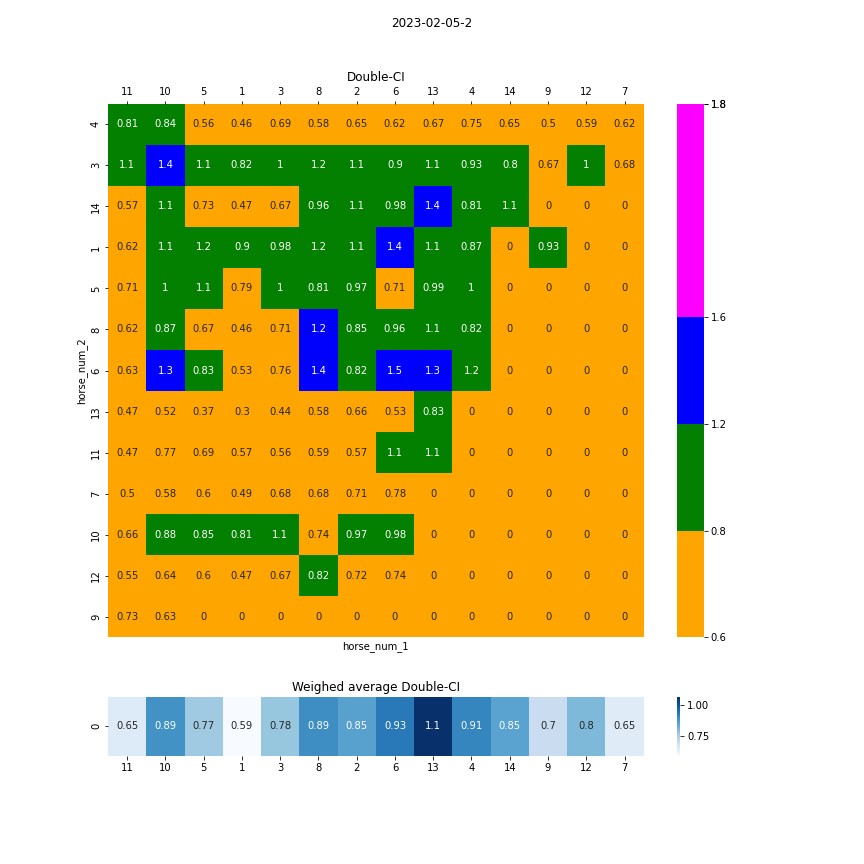 2023-02-05-2
Double-CI
11 10 5 1 3 8 2 6 13 4 14 9 12 7
4 0.81 0.84 0.56 0.46 0.69 0.58 0.65 0.62 0.67 0.75 0.65 0.5 0.59 0.62
3 1.1 1.4 1.1 0.82 1 1.2 1.1 0.9 1.1 0.93 0.8 0.67 1 0.68
14 0.57 1.1 0.73 0.47 0.67 0.96 1.1 0.98 1.4 0.81 1.1 0 0 0
1 0.62 1.1 1.2 0.9 0.98 1.2 1.1 1.4 1.1 0.87 0 0.93 0 0
5 0.71 1 1.1 0.79 1 0.81 0.97 0.71 0.99 1 0 0 0 0
8 0.62 0.87 0.67 0.46 0.71 1.2 0.85 0.96 1.1 0.82 0 0 0 0
6 0.63 1.3 0.83 0.53 0.76 1.4 0.82 1.5 1.3 1.2 0 0 0 0
13 0.47 0.52 0.37 0.3 0.44 0.58 0.66 0.53 0.83 0 0 0 0 0
11 0.47 0.77 0.69 0.57 0.56 0.59 0.57 1.1 1.1 0 0 0 0 0
7 0.5 0.58 0.6 0.49 0.68 0.68 0.71 0.78 0 0 0 0 0 0
10 0.66 0.88 0.85 0.81 1.1 0.74 0.97 0.98 0 0 0 0 0 0
12 0.55 0.64 0.6 0.47 0.67 0.82 0.72 0.74 0 0 0 0 0 0
9 0.73 0.63 0 0 0 0 0 0 0 0 0 0 0 0
horse_num_2
horse_num_1
1.8
1.6
1.2
0.8
0.6
Weighed average Double-CI
0 0.65 0.89 0.77 0.59 0.78 0.89 0.85 0.93 1.1 0.91 0.85 0.7 0.8 0.65
11 10 5 1 3 8 2 6 13 4 14 9 12 7
1.00
0.75